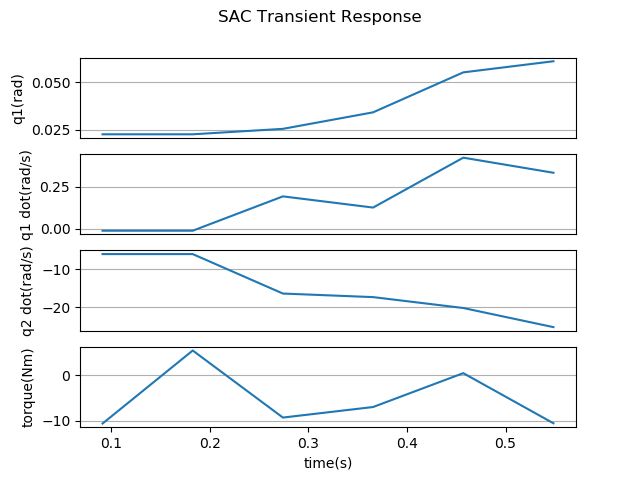 SAC Transient Response
q1(rad)
0.050
0.025
q1 dot(rad/s)
0.25
0.00
q2 dot(rad/s)
−10
−20
torque(Nm)
0
−10
0.1 0.2 0.3 0.4 0.5
time(s)